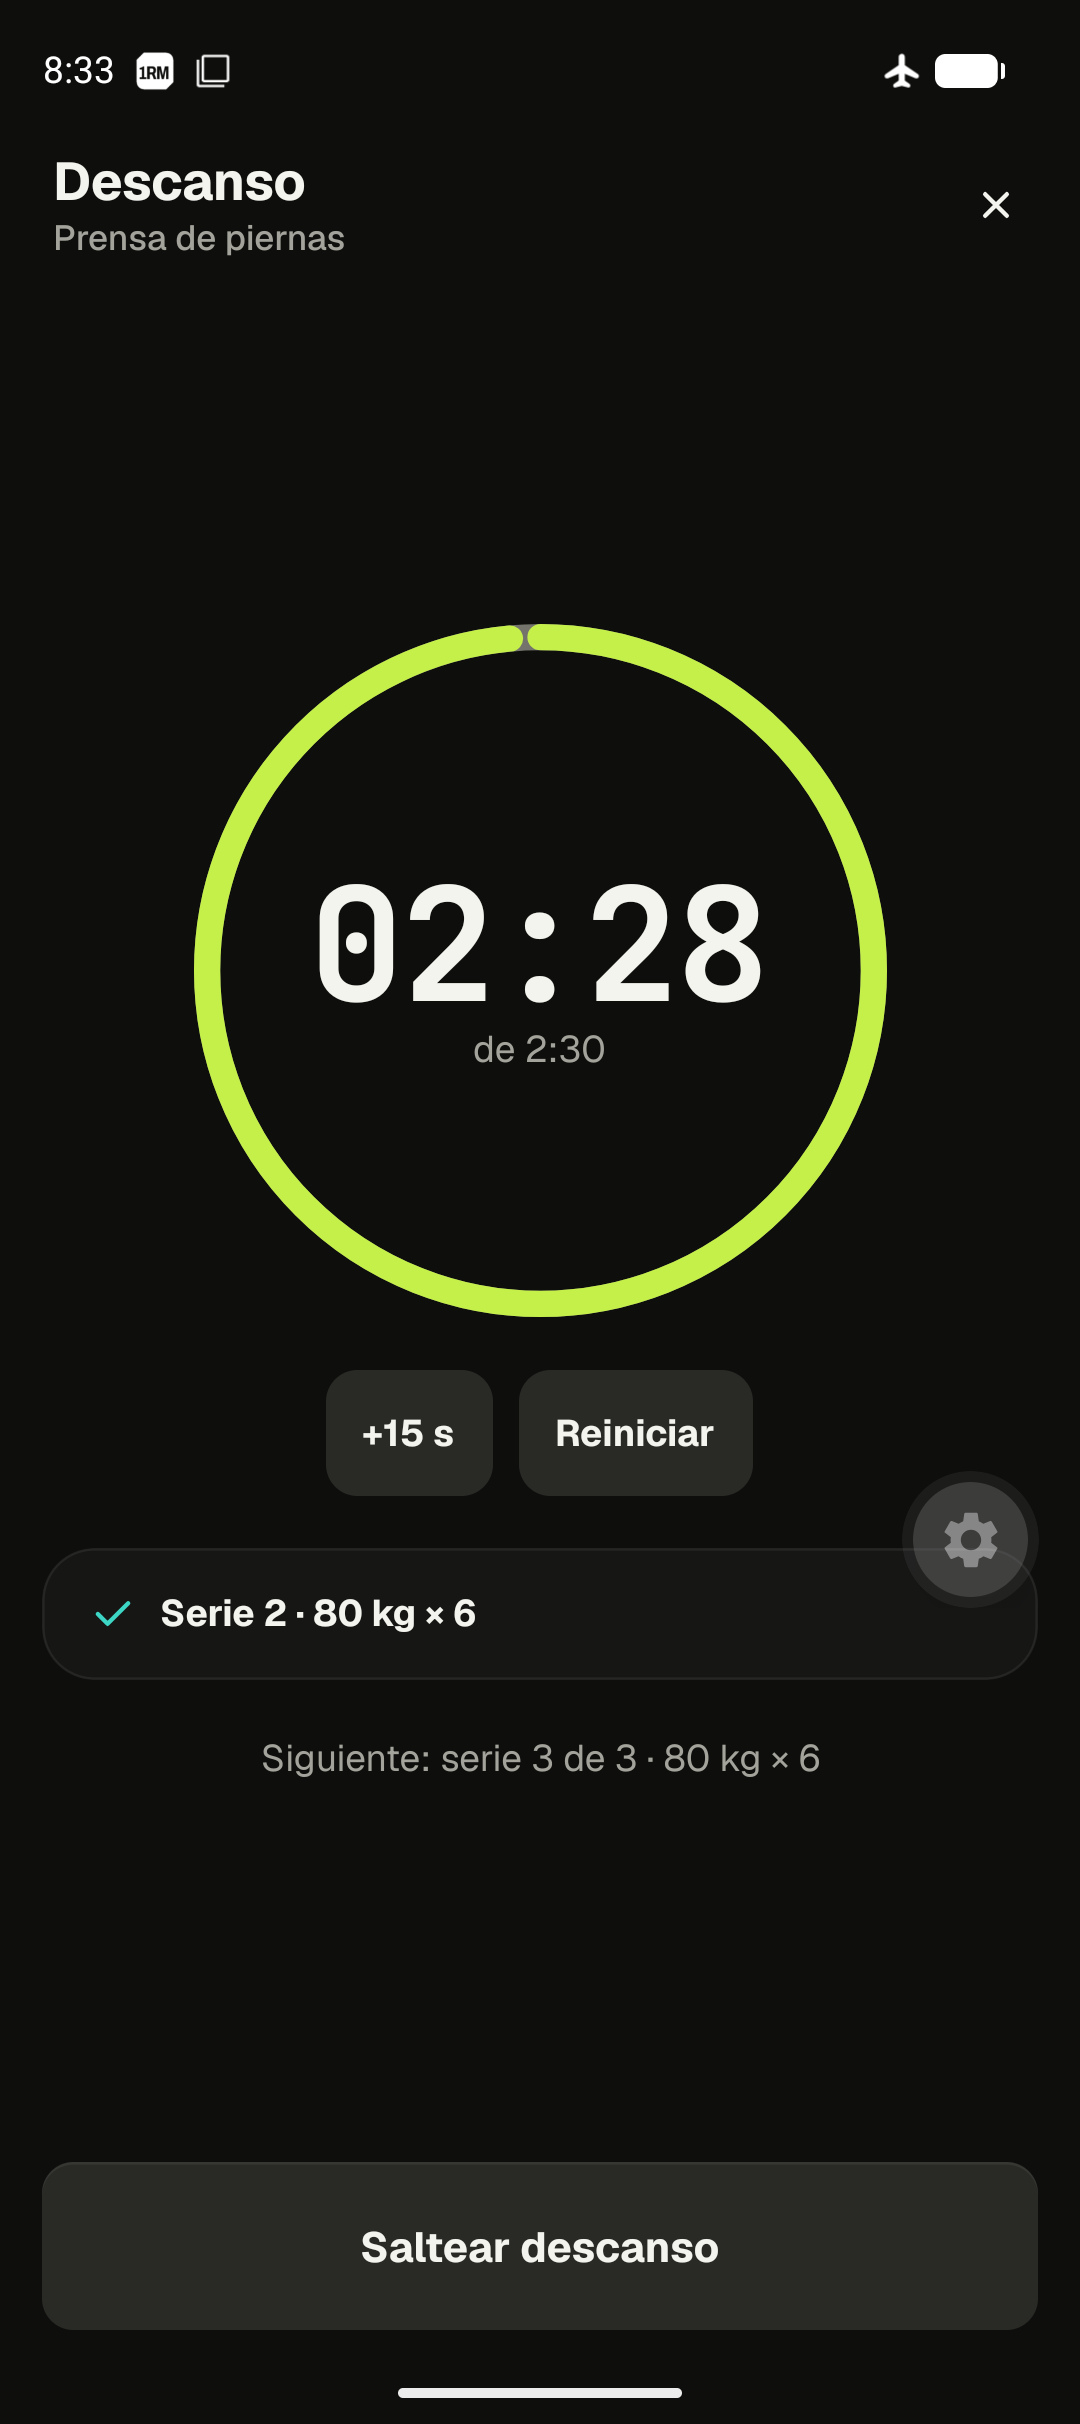 8:33
1RM
Descanso
Prensa de piernas
02:28
de 2:30
+15 s
Reiniciar
Serie 2 · 80 kg × 6
Siguiente: serie 3 de 3 · 80 kg × 6
Saltear descanso